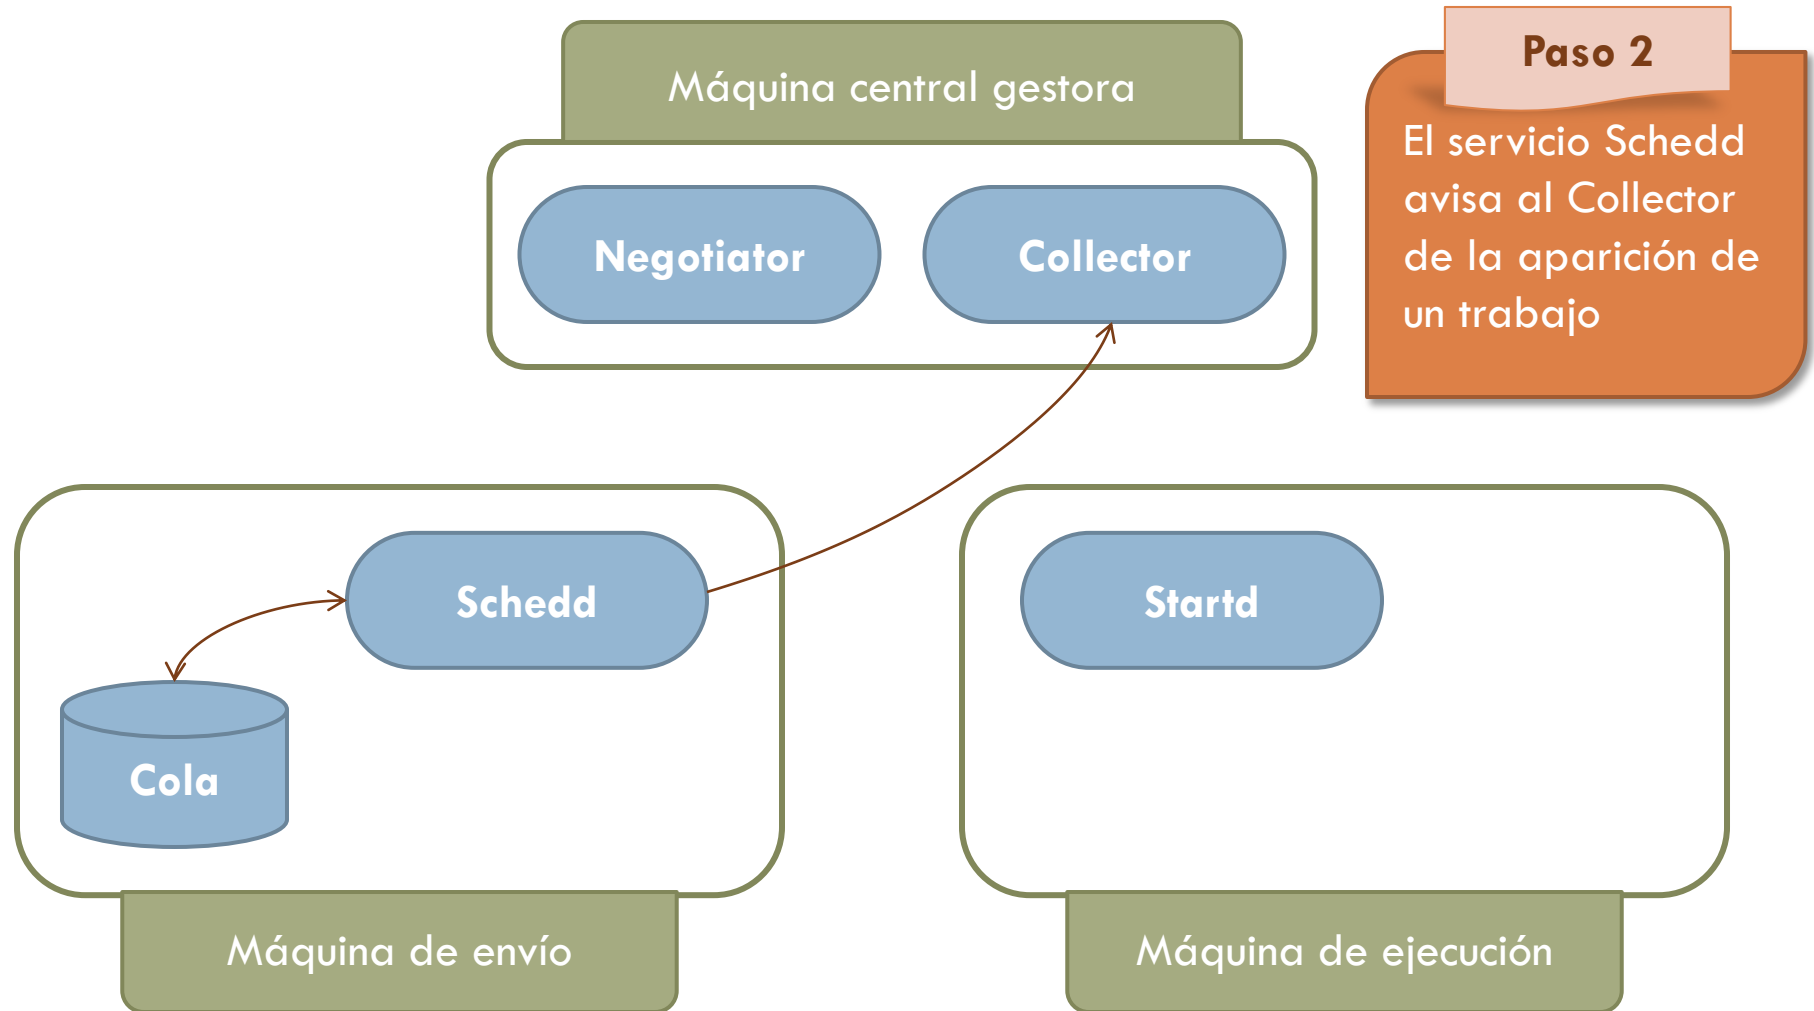 Máquina central gestora
Negotiator
Collector
Paso 2
El servicio Schedd
avisa al Collector
de la aparición de
un trabajo
Schedd
Cola
Máquina de envío
Startd
Máquina de ejecución